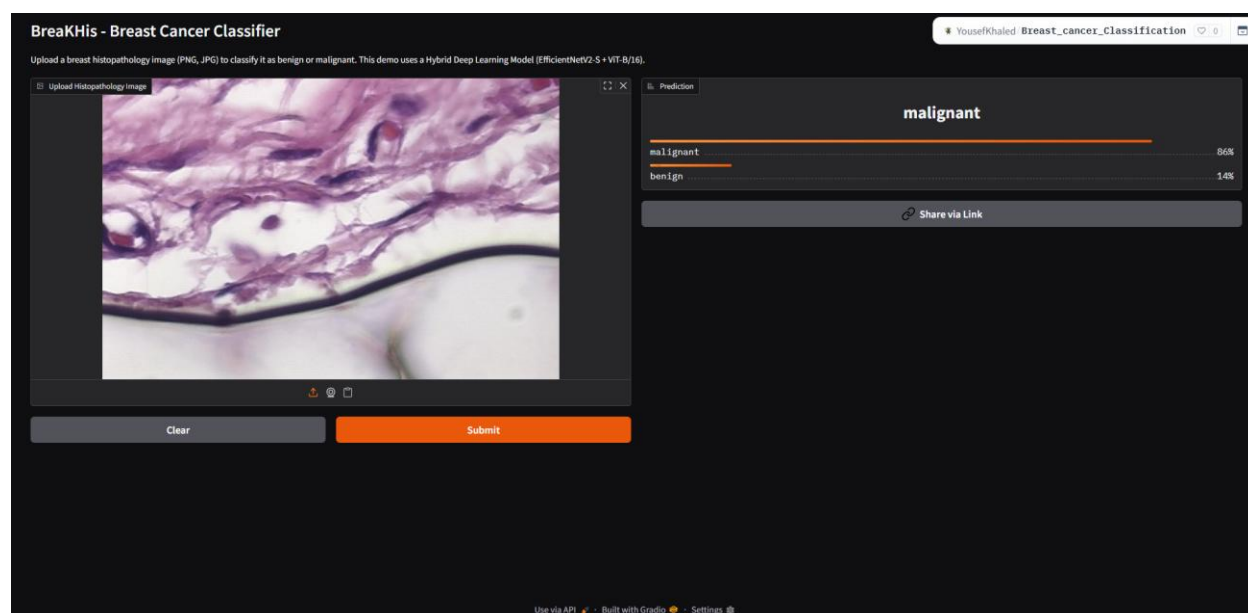 BreaKHis - Breast Cancer Classifier
YousefKhaled Breast_cancer_Classification 0
Upload a breast histopathology image (PNG, JPG) to classify it as benign or malignant. This demo uses a Hybrid Deep Learning Model (EfficientNetV2-S + ViT-B/16).
Upload Histopathology Image
Prediction
malignant
malignant 86%
benign 14%
Share via Link
Clear
Submit
Use via API · Built with Gradio · Settings